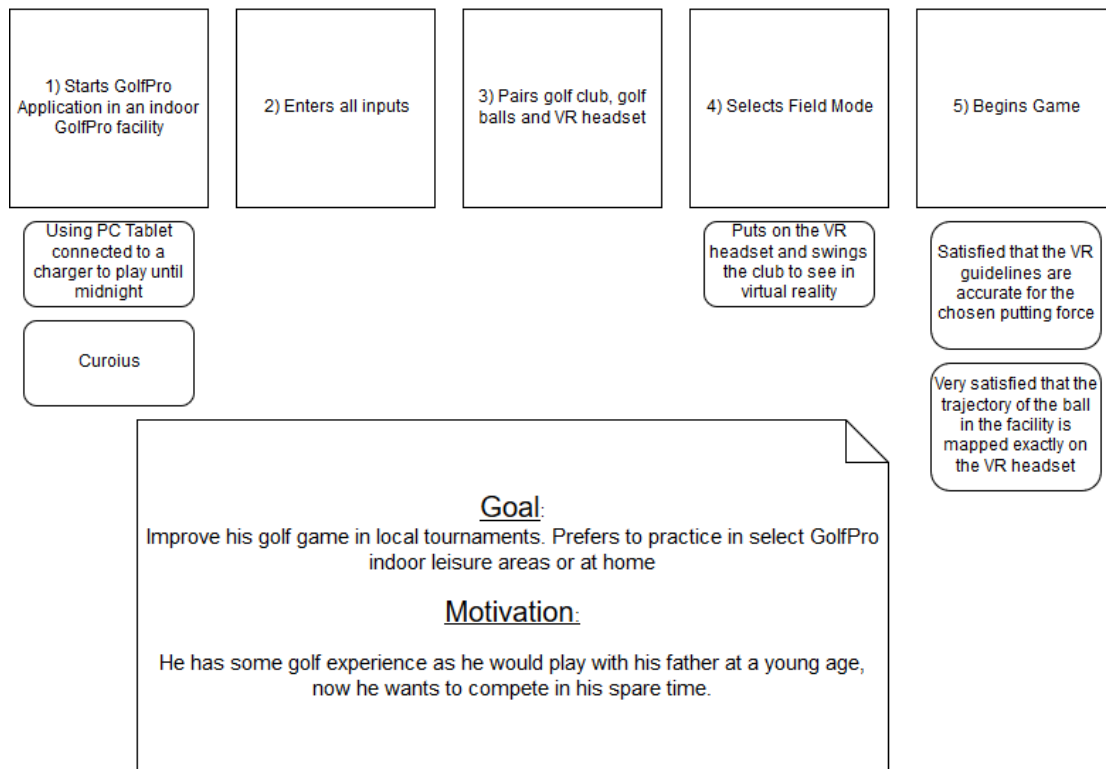 1) Starts GolfPro
Application in an indoor
GolfPro facility
2) Enters all inputs
3) Pairs golf club, golf
balls and VR headset
4) Selects Field Mode
5) Begins Game
Using PC Tablet
connected to a
charger to play until
midnight
Curoius
Puts on the VR
headset and swings
the club to see in
virtual reality
Satisfied that the VR
guidelines are
accurate for the
chosen putting force
Very satisfied that the
trajectory of the ball
in the facility is
mapped exactly on
the VR headset
Goal:
Improve his golf game in local tournaments. Prefers to practice in select GolfPro
indoor leisure areas or at home
Motivation:
He has some golf experience as he would play with his father at a young age,
now he wants to compete in his spare time.